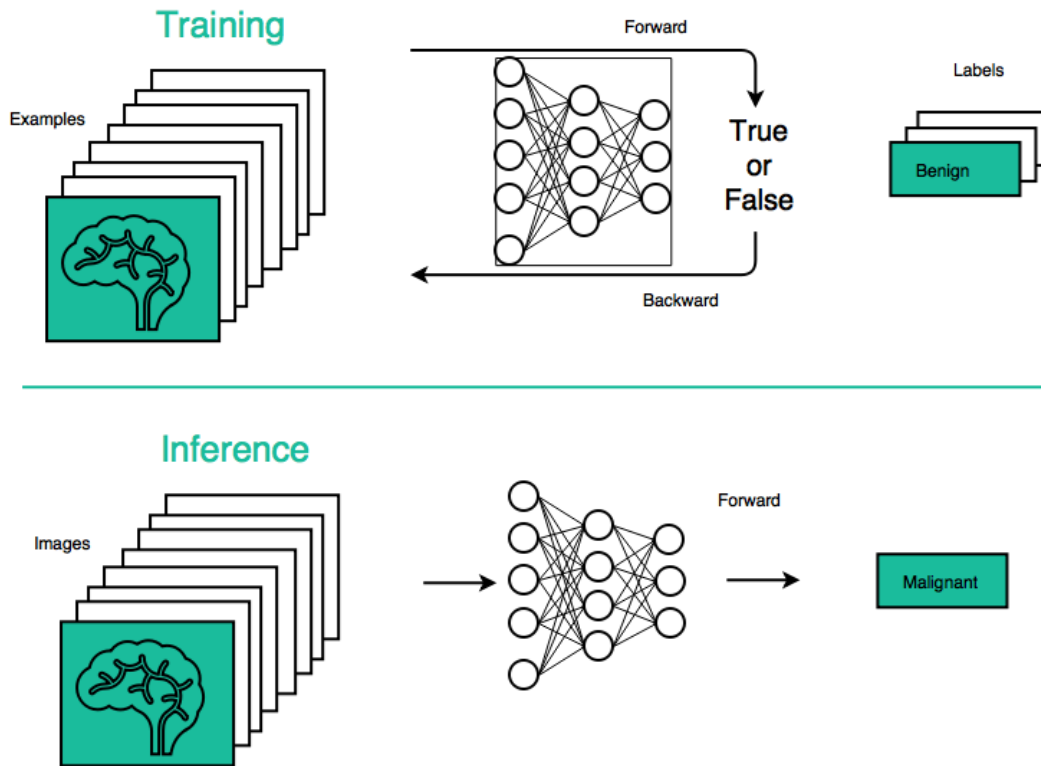 Training
Forward
Examples
Labels
True
or
False
Benign
Backward
Inference
Images
Forward
Malignant